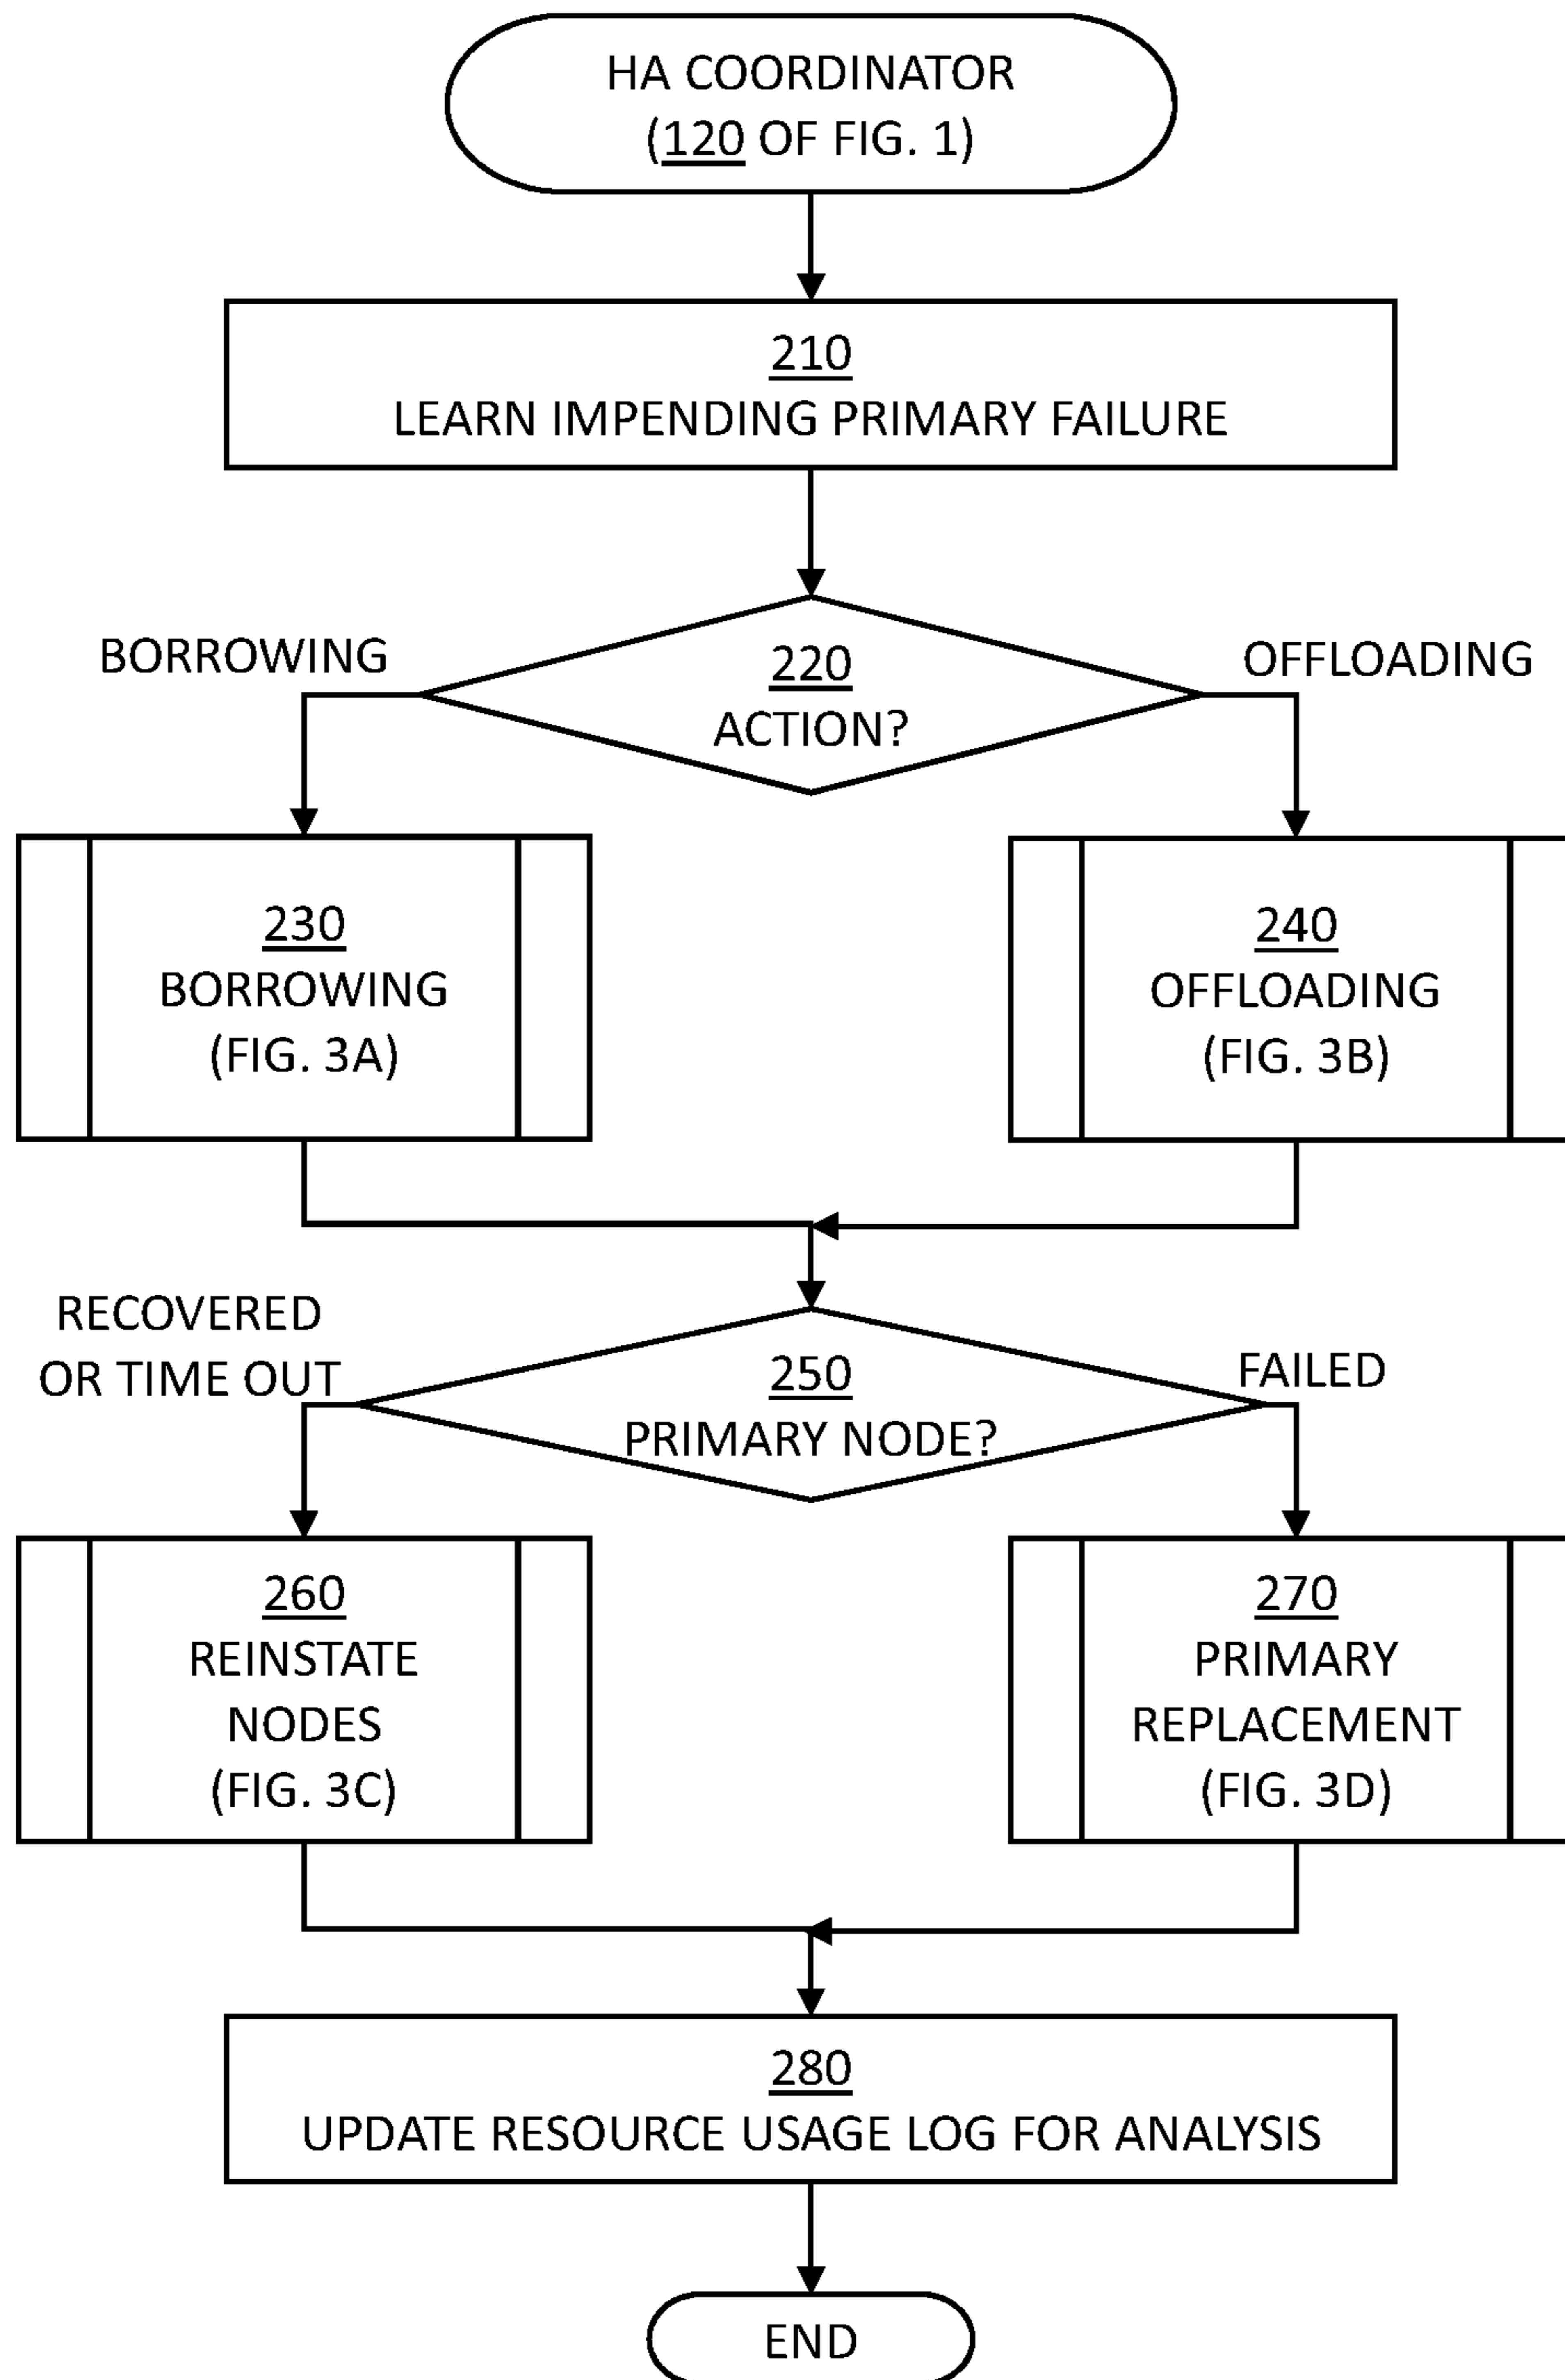 HA COORDINATOR
(120 OF FIG. 1)
210
LEARN IMPENDING PRIMARY FAILURE
BORROWING
OFFLOADING
220
ACTION?
230
BORROWING
(FIG. 3A)
240
OFFLOADING
(FIG. 3B)
RECOVERED
OR TIME OUT
FAILED
250
PRIMARY NODE?
260
REINSTATE
NODES
(FIG. 3C)
270
PRIMARY
REPLACEMENT
(FIG. 3D)
280
UPDATE RESOURCE USAGE LOG FOR ANALYSIS
END